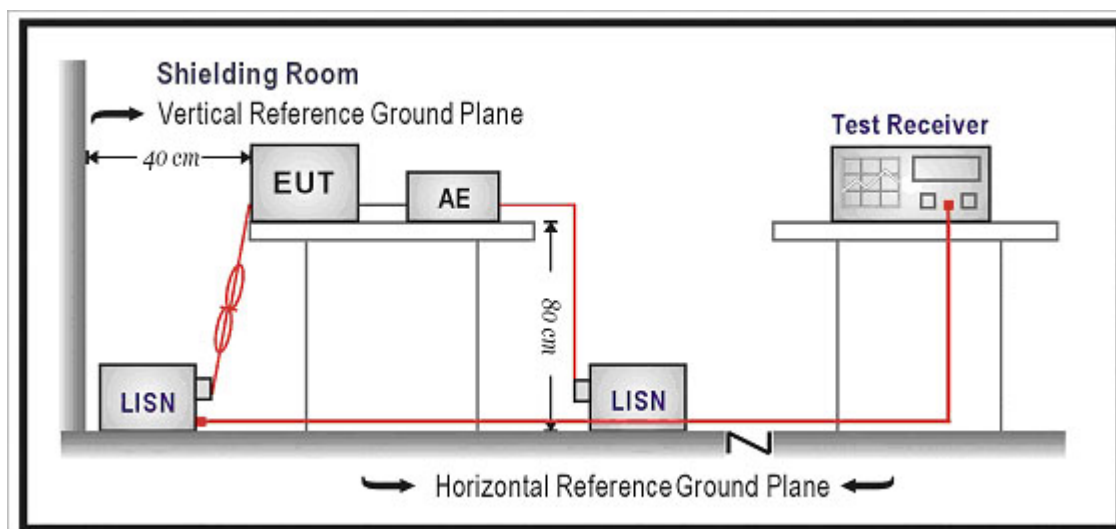 Shielding Room
Vertical Reference Ground Plane
40 cm
EUT
AE
Test Receiver
80 cm
LISN
LISN
Horizontal Reference Ground Plane